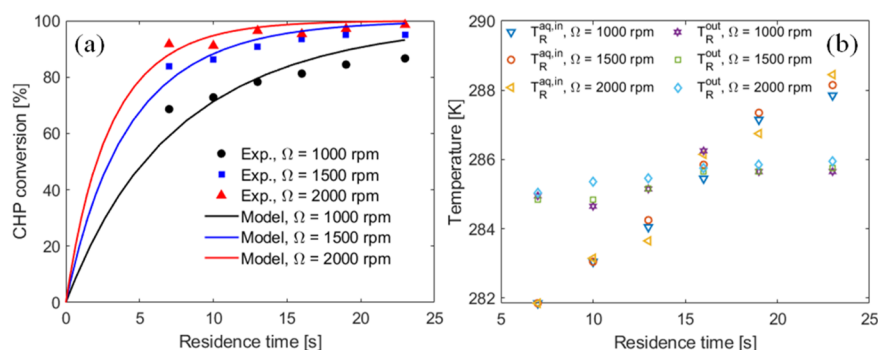 (a)
100
80
60
40
20
0
CHP conversion [%]
Exp., Ω = 1000 rpm
Exp., Ω = 1500 rpm
Exp., Ω = 2000 rpm
Model, Ω = 1000 rpm
Model, Ω = 1500 rpm
Model, Ω = 2000 rpm
0 5 10 15 20 25
Residence time [s]
(b)
290
288
286
284
282
Temperature [K]
T_R^aq,in, Ω = 1000 rpm
T_R^aq,in, Ω = 1500 rpm
T_R^aq,in, Ω = 2000 rpm
T_R^out, Ω = 1000 rpm
T_R^out, Ω = 1500 rpm
T_R^out, Ω = 2000 rpm
5 10 15 20 25
Residence time [s]